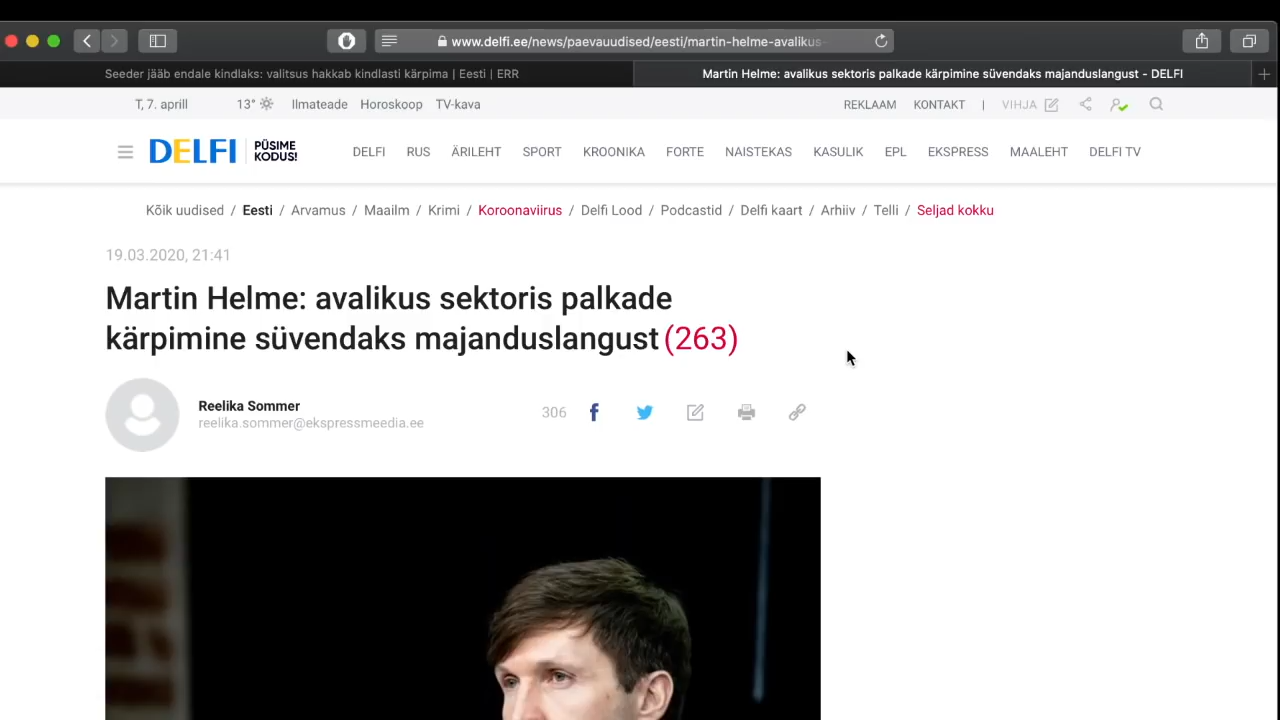 www.delfi.ee/news/paevauudised/eesti/martin-helme-avalikus-
Seeder jääb endale kindlaks: valitsus hakkab kindlasti kärpima | Eesti | ERR
Martin Helme: avalikus sektoris palkade kärpimine süvendaks majanduslangust - DELFI
T, 7. aprill 13° Ilmateade Horoskoop TV-kava REKLAAM KONTAKT | VIHJA
DELFI PÜSIME KODUS! DELFI RUS ÄRILEHT SPORT KROONIKA FORTE NAISTEKAS KASULIK EPL EKSPRESS MAALEHT DELFI TV
Kõik uudised / Eesti / Arvamus / Maailm / Krimi / Koroonaviirus / Delfi Lood / Podcastid / Delfi kaart / Arhiiv / Telli / Seljad kokku
19.03.2020, 21:41
Martin Helme: avalikus sektoris palkade
kärpimine süvendaks majanduslangust (263)
Reelika Sommer
reelika.sommer@ekspressmeedia.ee
306